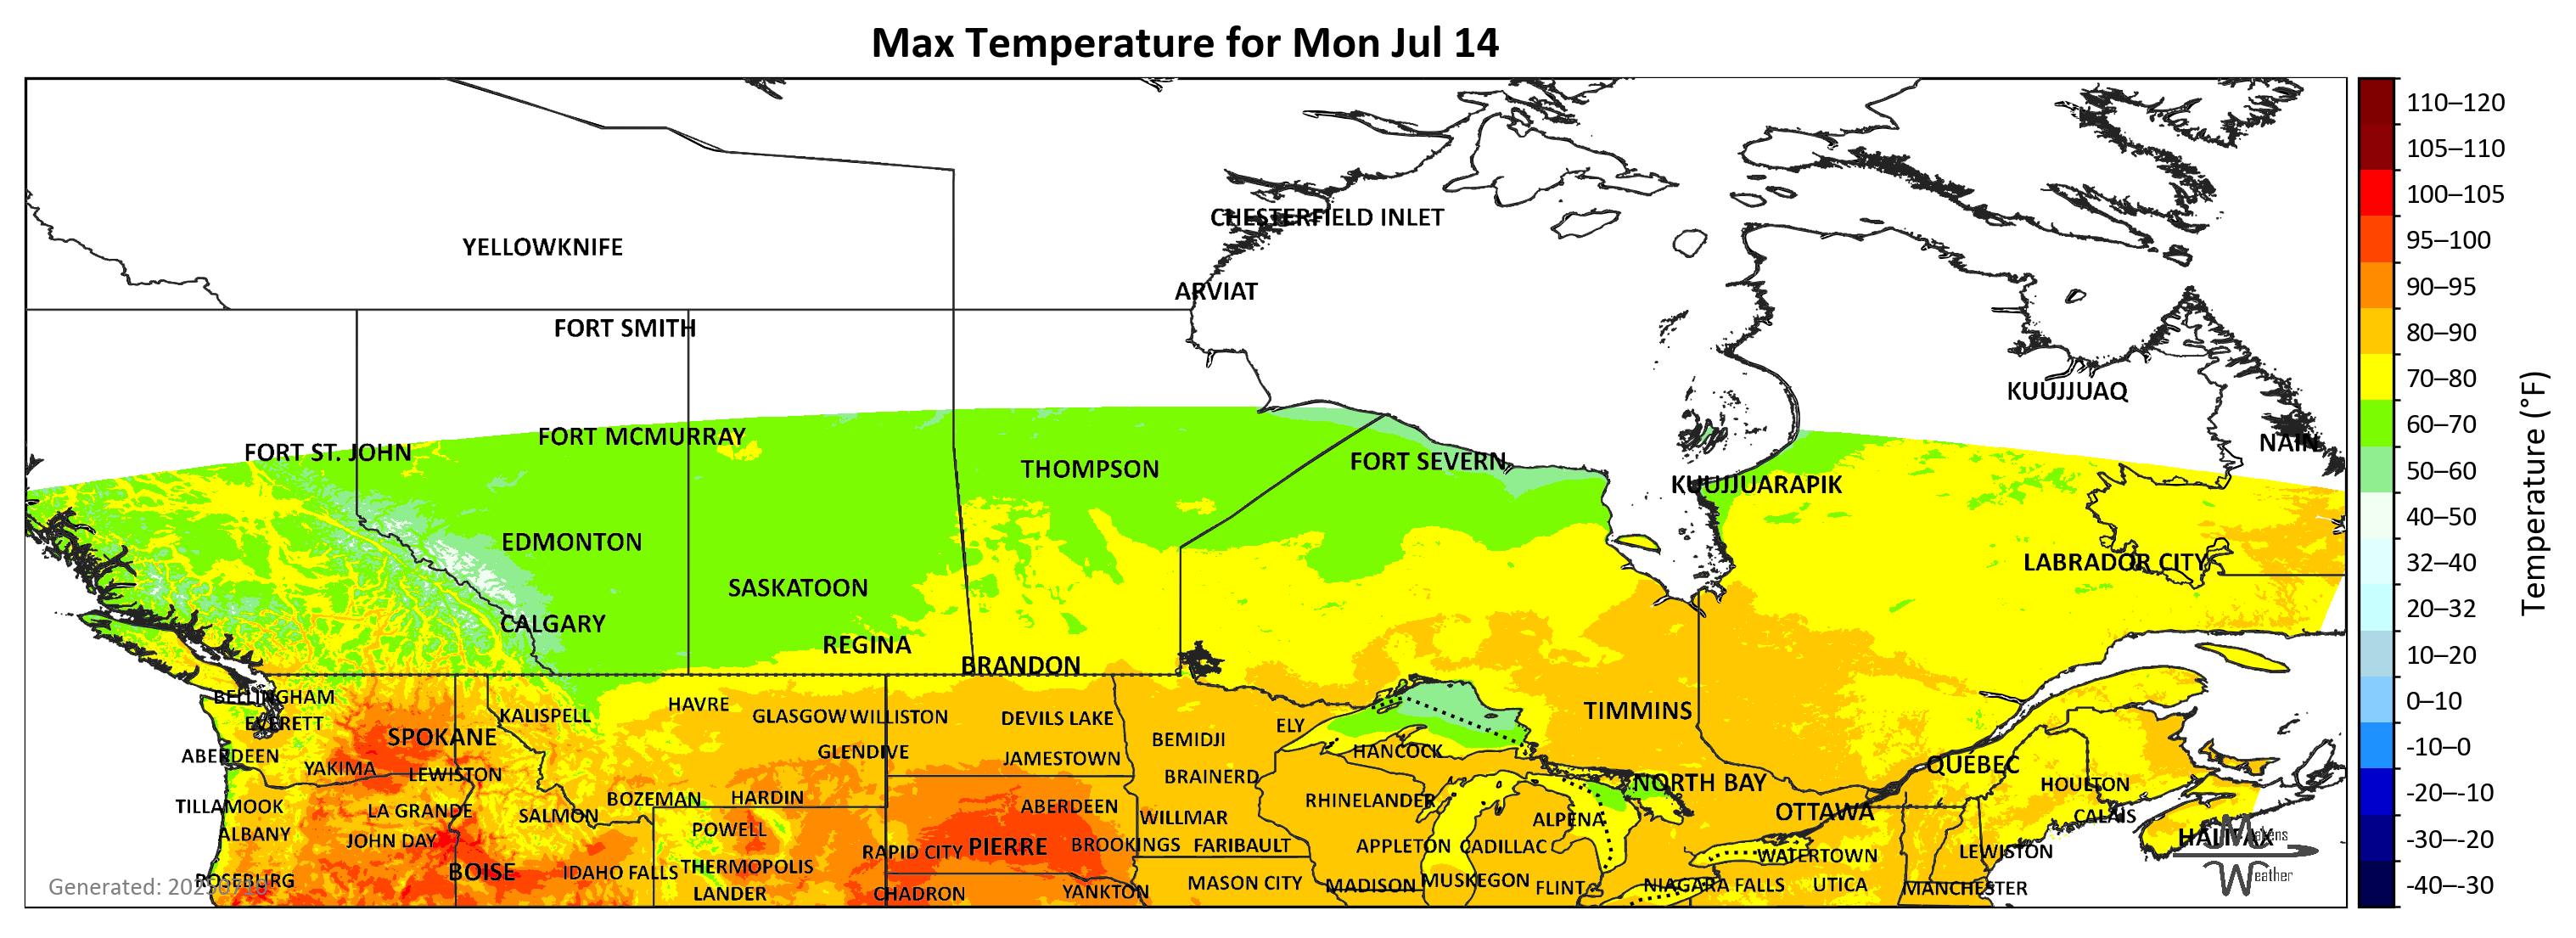 Max Temperature for Mon Jul 14
110–120
105–110
100–105
95–100
90–95
80–90
70–80
60–70
50–60
40–50
32–40
20–32
10–20
0–10
-10–0
-20–-10
-30–-20
-40–-30
Temperature (°F)
CHESTERFIELD INLET
YELLOWKNIFE
ARVIAT
FORT SMITH
KUUJJUAQ
FORT MCMURRAY
NAIN
FORT ST. JOHN
FORT SEVERN
THOMPSON
KUUJJUARAPIK
EDMONTON
LABRADOR CITY
SASKATOON
CALGARY
REGINA
BRANDON
BELLINGHAM
HAVRE
TIMMINS
KALISPELL
GLASGOW
WILLISTON
DEVILS LAKE
EVERETT
ELY
SPOKANE
BEMIDJI
GLENDIVE
HANCOCK
ABERDEEN
JAMESTOWN
QUÉBEC
YAKIMA
LEWISTON
BRAINERD
NORTH BAY
HOULTON
BOZEMAN
HARDIN
RHINELANDER
TILLAMOOK
ABERDEEN
LA GRANDE
SALMON
WILLMAR
ALPENA
OTTAWA
CALAIS
ALBANY
POWELL
HALIFAX
JOHN DAY
PIERRE
BROOKINGS
FARIBAULT
APPLETON
CADILLAC
RAPID CITY
LEWISTON
WATERTOWN
BOISE
IDAHO FALLS
THERMOPOLIS
ROSEBURG
MASON CITY
MADISON
MUSKEGON
FLINT
NIAGARA FALLS
UTICA
MANCHESTER
LANDER
CHADRON
YANKTON
Makens
Weather